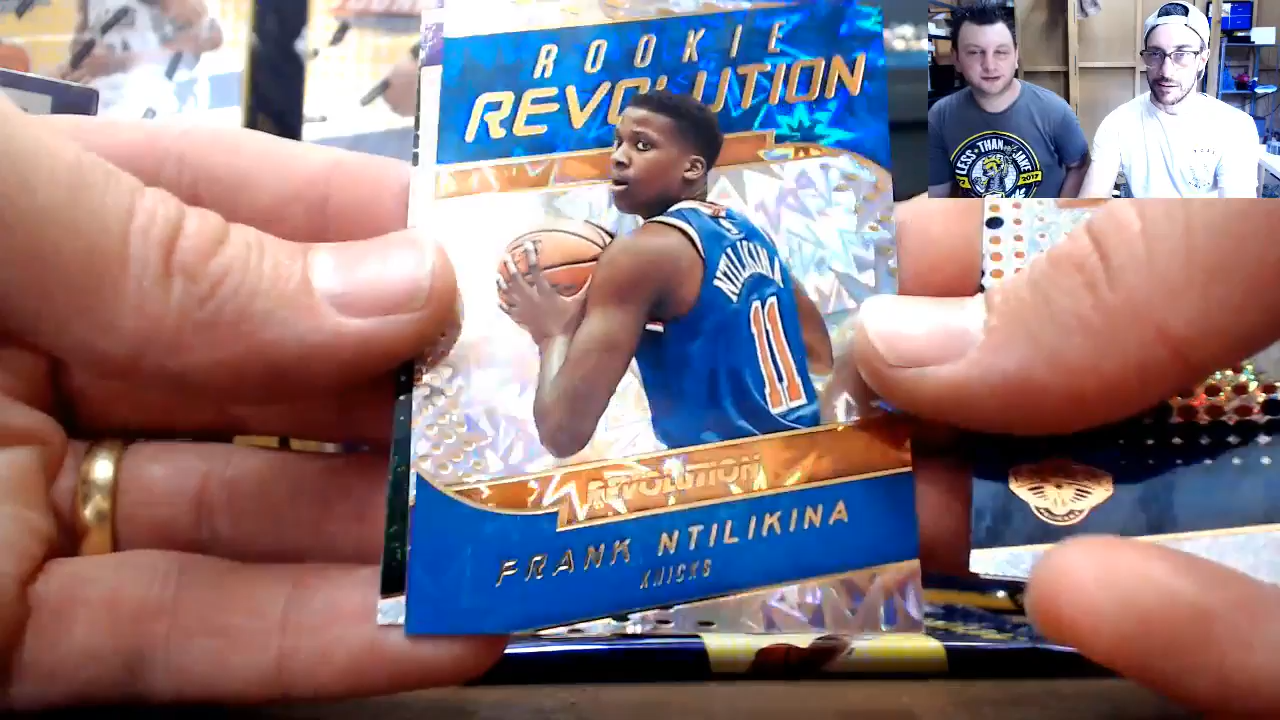 ROOKIE
REVOLUTION
NTILIKINA
11
REVOLUTION
FRANK NTILIKINA
KNICKS
LESS THAN JAKE
2017